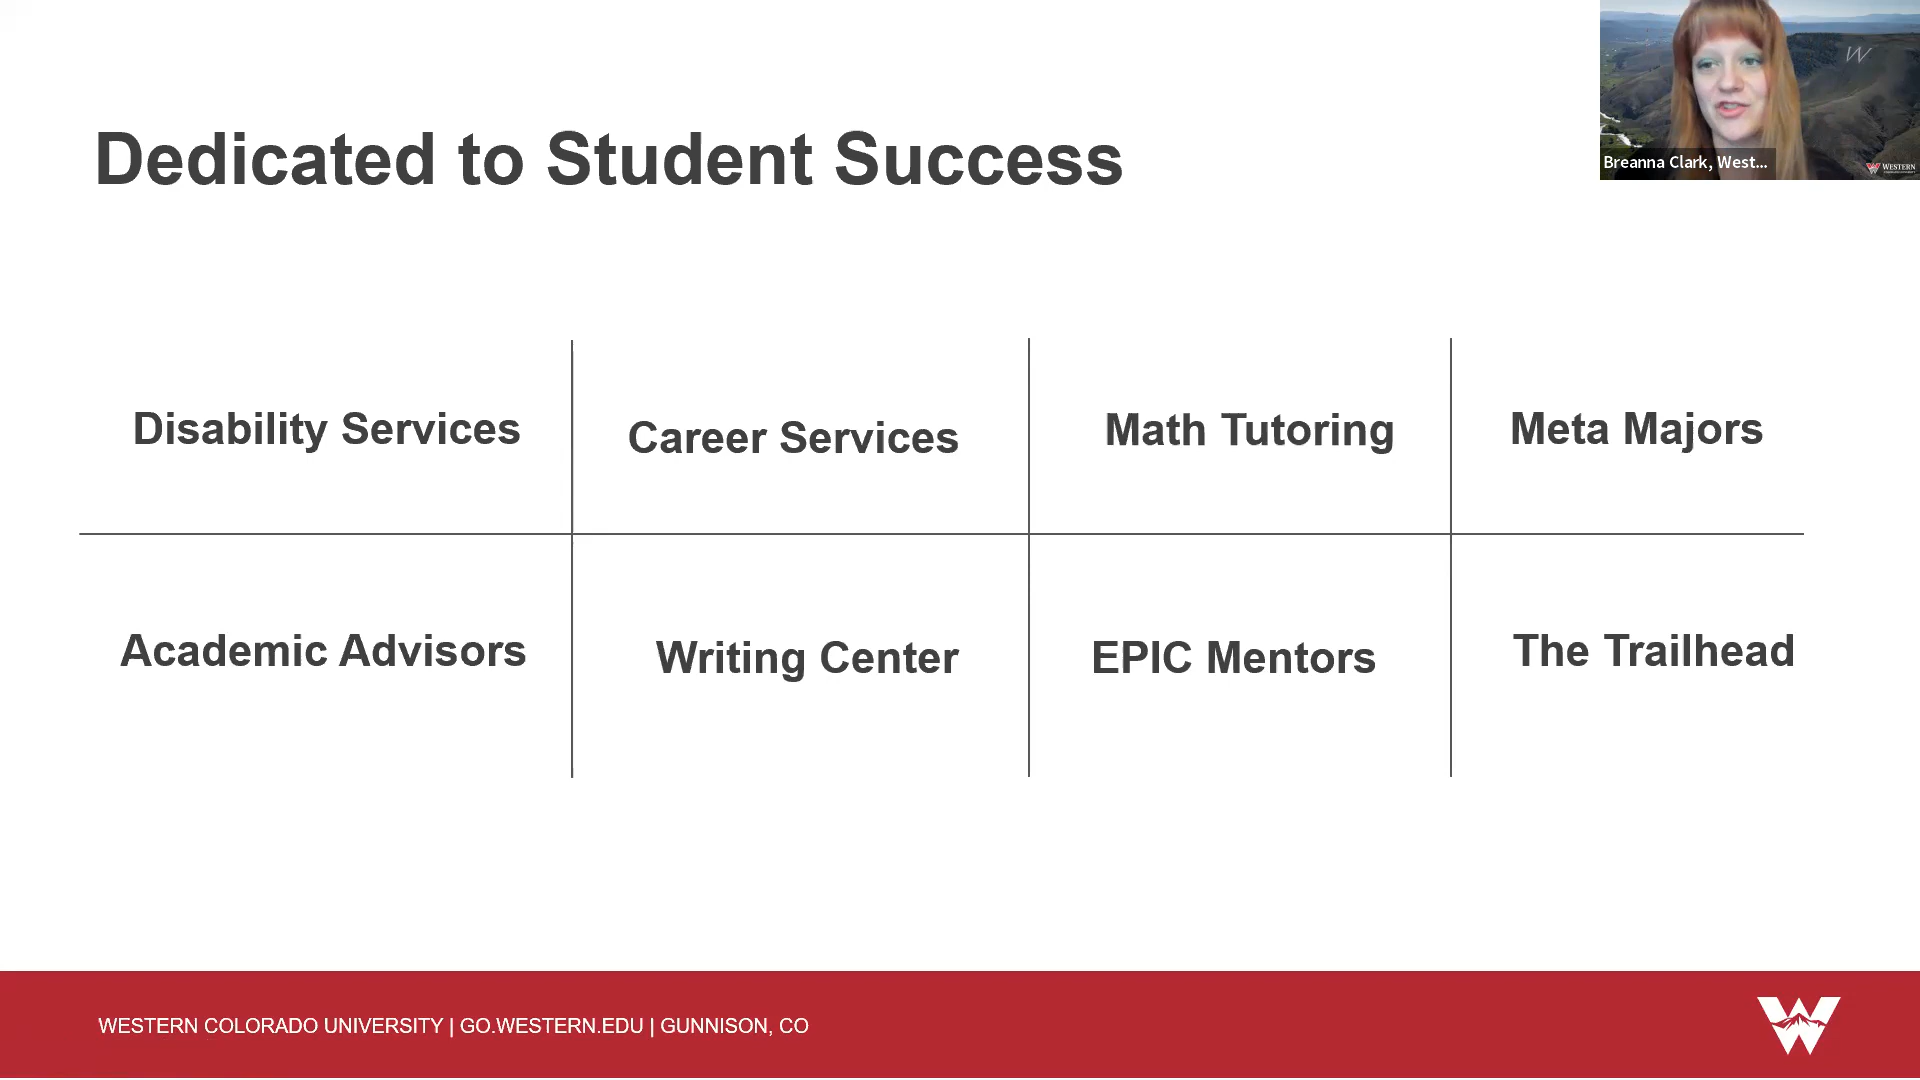 Dedicated to Student Success
W
Breanna Clark, West...
WESTERN
Disability Services
Career Services
Math Tutoring
Meta Majors
Academic Advisors
Writing Center
EPIC Mentors
The Trailhead
WESTERN COLORADO UNIVERSITY | GO.WESTERN.EDU | GUNNISON, CO
W